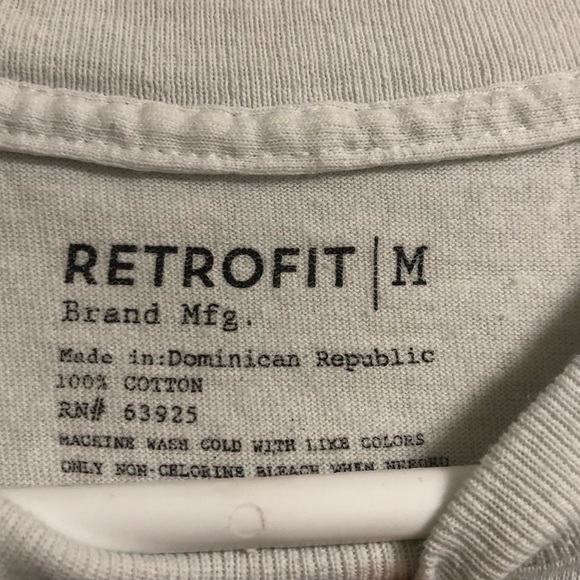 RETROFIT | M
Brand Mfg.
Made in:Dominican Republic
100% COTTON
RN# 63925
MACHINE WASH COLD WITH LIKE COLORS
ONLY NON-CHLORINE BLEACH WHEN NEEDED